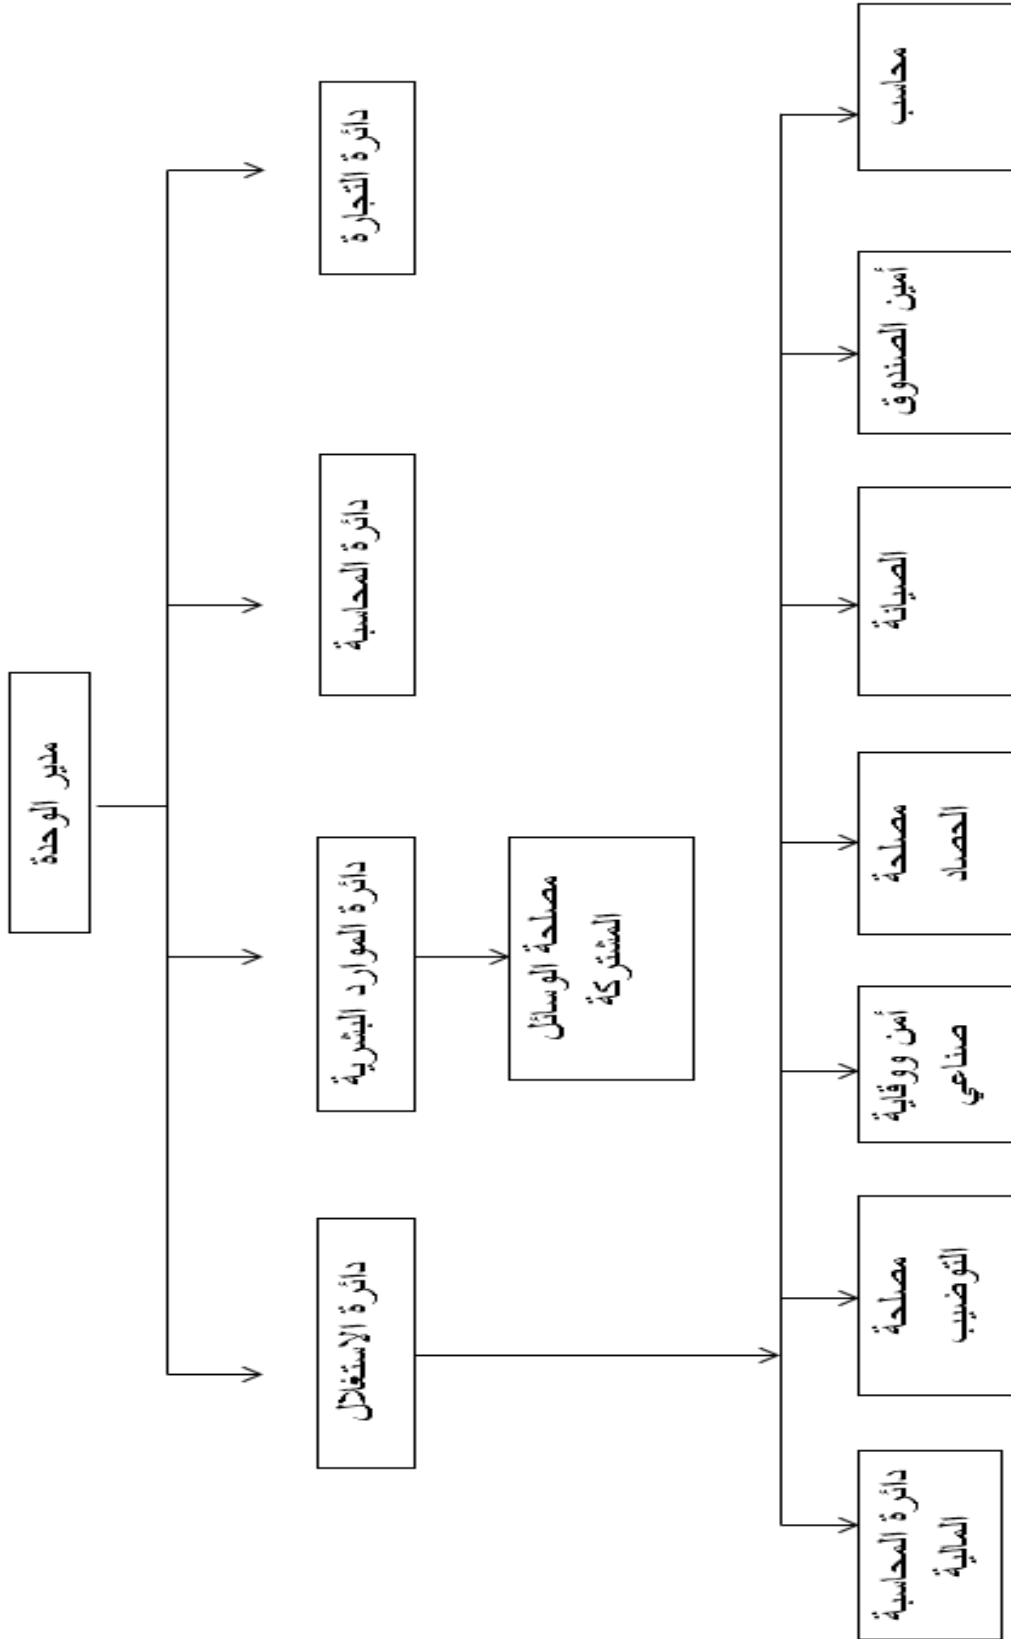 مدير الوحدة
دائرة التجارة
دائرة المحاسبة
دائرة الموارد البشرية
دائرة الاستغلال
مصلحة الوسائل
المشتركة
محاسب
أمين الصندوق
الصيانة
مصلحة
الحصاد
أمن ووقاية
صناعي
مصلحة
التوضيب
دائرة المحاسبة
المالية